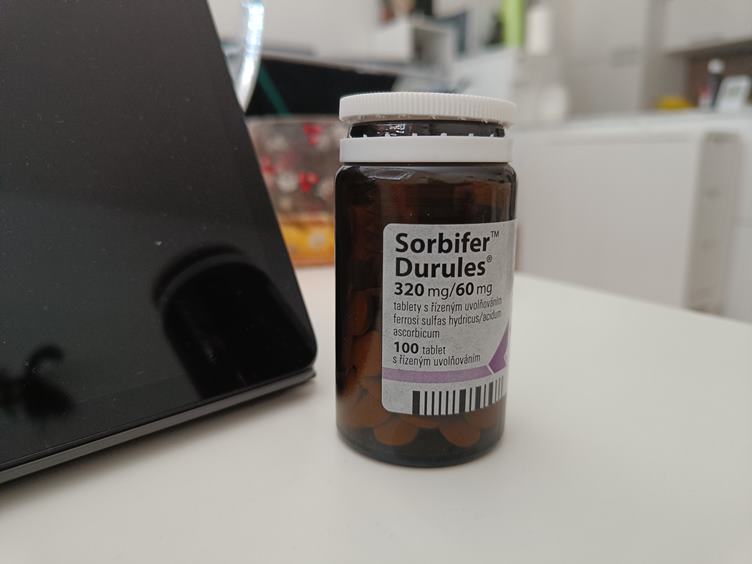 Sorbifer™
Durules®
320 mg/60 mg
tablety s řízeným uvolňováním
ferrosi sulfas hydricus/acidum
ascorbicum
100 tablet
s řízeným uvolňováním